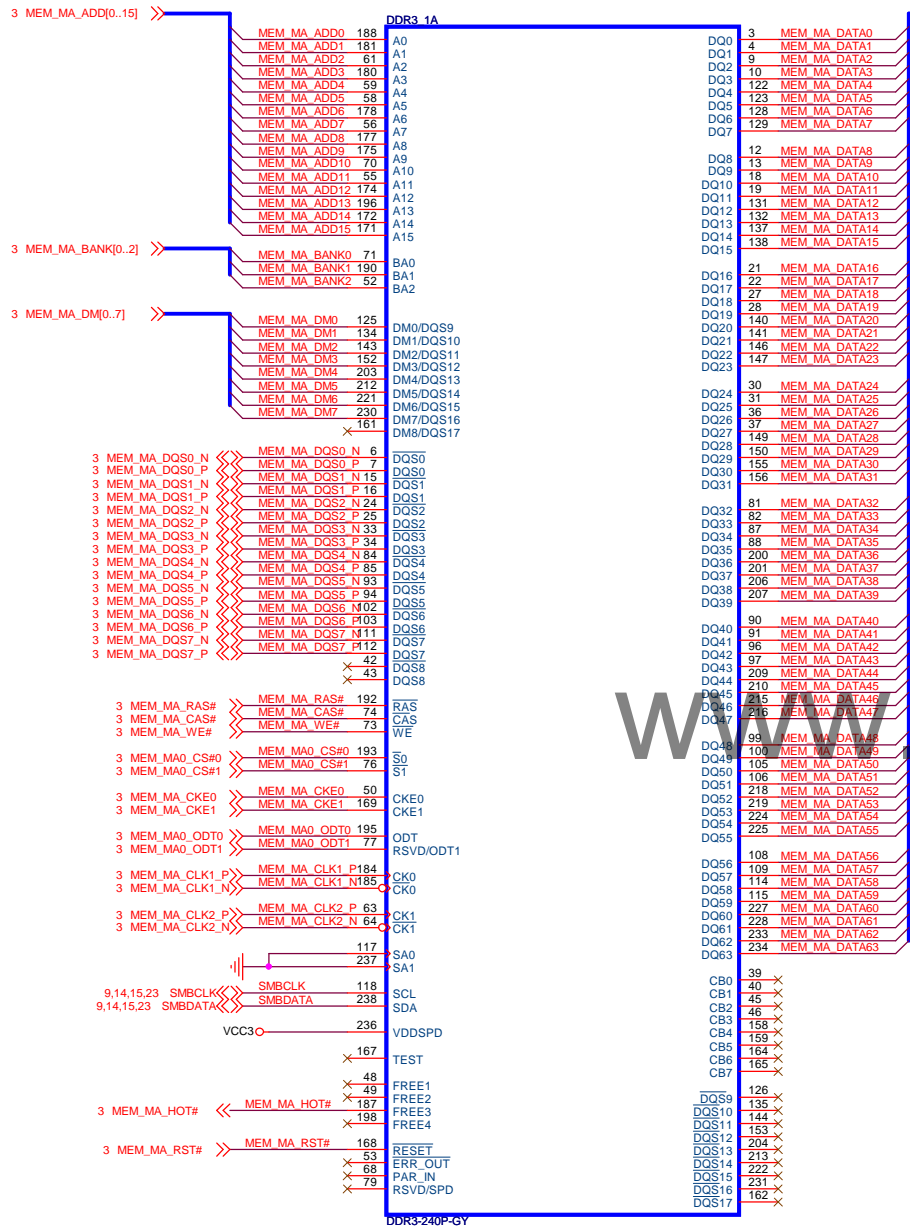 DDR3_1A
3 MEM_MA_ADD[0..15]
MEM_MA_ADD0 188 A0
MEM_MA_ADD1 181 A1
MEM_MA_ADD2 61 A2
MEM_MA_ADD3 180 A3
MEM_MA_ADD4 59 A4
MEM_MA_ADD5 58 A5
MEM_MA_ADD6 178 A6
MEM_MA_ADD7 56 A7
MEM_MA_ADD8 177 A8
MEM_MA_ADD9 175 A9
MEM_MA_ADD10 70 A10
MEM_MA_ADD11 55 A11
MEM_MA_ADD12 174 A12
MEM_MA_ADD13 196 A13
MEM_MA_ADD14 172 A14
MEM_MA_ADD15 171 A15
3 MEM_MA_BANK[0..2]
MEM_MA_BANK0 71 BA0
MEM_MA_BANK1 190 BA1
MEM_MA_BANK2 52 BA2
3 MEM_MA_DM[0..7]
MEM_MA_DM0 125 DM0/DQS9
MEM_MA_DM1 134 DM1/DQS10
MEM_MA_DM2 143 DM2/DQS11
MEM_MA_DM3 152 DM3/DQS12
MEM_MA_DM4 203 DM4/DQS13
MEM_MA_DM5 212 DM5/DQS14
MEM_MA_DM6 221 DM6/DQS15
MEM_MA_DM7 230 DM7/DQS16
161 DM8/DQS17
3 MEM_MA_DQS0_N MEM_MA_DQS0_N 6 DQS0
3 MEM_MA_DQS0_P MEM_MA_DQS0_P 7 DQS0
3 MEM_MA_DQS1_N MEM_MA_DQS1_N 15 DQS1
3 MEM_MA_DQS1_P MEM_MA_DQS1_P 16 DQS1
3 MEM_MA_DQS2_N MEM_MA_DQS2_N 24 DQS2
3 MEM_MA_DQS2_P MEM_MA_DQS2_P 25 DQS2
3 MEM_MA_DQS3_N MEM_MA_DQS3_N 33 DQS3
3 MEM_MA_DQS3_P MEM_MA_DQS3_P 34 DQS3
3 MEM_MA_DQS4_N MEM_MA_DQS4_N 84 DQS4
3 MEM_MA_DQS4_P MEM_MA_DQS4_P 85 DQS4
3 MEM_MA_DQS5_N MEM_MA_DQS5_N 93 DQS5
3 MEM_MA_DQS5_P MEM_MA_DQS5_P 94 DQS5
3 MEM_MA_DQS6_N MEM_MA_DQS6_N 102 DQS6
3 MEM_MA_DQS6_P MEM_MA_DQS6_P 103 DQS6
3 MEM_MA_DQS7_N MEM_MA_DQS7_N 111 DQS7
3 MEM_MA_DQS7_P MEM_MA_DQS7_P 112 DQS7
42 DQS8
43 DQS8
3 MEM_MA_RAS# MEM_MA_RAS# 192 RAS
3 MEM_MA_CAS# MEM_MA_CAS# 74 CAS
3 MEM_MA_WE# MEM_MA_WE# 73 WE
3 MEM_MA0_CS#0 MEM_MA0_CS#0 193 S0
3 MEM_MA0_CS#1 MEM_MA0_CS#1 76 S1
3 MEM_MA_CKE0 MEM_MA_CKE0 50 CKE0
3 MEM_MA_CKE1 MEM_MA_CKE1 169 CKE1
3 MEM_MA0_ODT0 MEM_MA0_ODT0 195 ODT
3 MEM_MA0_ODT1 MEM_MA0_ODT1 77 RSVD/ODT1
3 MEM_MA_CLK1_P MEM_MA_CLK1_P 184 CK0
3 MEM_MA_CLK1_N MEM_MA_CLK1_N 185 CK0
3 MEM_MA_CLK2_P MEM_MA_CLK2_P 63 CK1
3 MEM_MA_CLK2_N MEM_MA_CLK2_N 64 CK1
117 SA0
237 SA1
9,14,15,23 SMBCLK SMBCLK 118 SCL
9,14,15,23 SMBDATA SMBDATA 238 SDA
VCC3 236 VDDSPD
167 TEST
48 FREE1
49 FREE2
3 MEM_MA_HOT# MEM_MA_HOT# 187 FREE3
198 FREE4
3 MEM_MA_RST# MEM_MA_RST# 168 RESET
53 ERR_OUT
68 PAR_IN
79 RSVD/SPD
DQ0 3 MEM_MA_DATA0
DQ1 4 MEM_MA_DATA1
DQ2 9 MEM_MA_DATA2
DQ3 10 MEM_MA_DATA3
DQ4 122 MEM_MA_DATA4
DQ5 123 MEM_MA_DATA5
DQ6 128 MEM_MA_DATA6
DQ7 129 MEM_MA_DATA7
DQ8 12 MEM_MA_DATA8
DQ9 13 MEM_MA_DATA9
DQ10 18 MEM_MA_DATA10
DQ11 19 MEM_MA_DATA11
DQ12 131 MEM_MA_DATA12
DQ13 132 MEM_MA_DATA13
DQ14 137 MEM_MA_DATA14
DQ15 138 MEM_MA_DATA15
DQ16 21 MEM_MA_DATA16
DQ17 22 MEM_MA_DATA17
DQ18 27 MEM_MA_DATA18
DQ19 28 MEM_MA_DATA19
DQ20 140 MEM_MA_DATA20
DQ21 141 MEM_MA_DATA21
DQ22 146 MEM_MA_DATA22
DQ23 147 MEM_MA_DATA23
DQ24 30 MEM_MA_DATA24
DQ25 31 MEM_MA_DATA25
DQ26 36 MEM_MA_DATA26
DQ27 37 MEM_MA_DATA27
DQ28 149 MEM_MA_DATA28
DQ29 150 MEM_MA_DATA29
DQ30 155 MEM_MA_DATA30
DQ31 156 MEM_MA_DATA31
DQ32 81 MEM_MA_DATA32
DQ33 82 MEM_MA_DATA33
DQ34 87 MEM_MA_DATA34
DQ35 88 MEM_MA_DATA35
DQ36 200 MEM_MA_DATA36
DQ37 201 MEM_MA_DATA37
DQ38 206 MEM_MA_DATA38
DQ39 207 MEM_MA_DATA39
DQ40 90 MEM_MA_DATA40
DQ41 91 MEM_MA_DATA41
DQ42 96 MEM_MA_DATA42
DQ43 97 MEM_MA_DATA43
DQ44 209 MEM_MA_DATA44
DQ45 210 MEM_MA_DATA45
DQ46 215 MEM_MA_DATA46
DQ47 216 MEM_MA_DATA47
www.
DQ48 99 MEM_MA_DATA48
DQ49 100 MEM_MA_DATA49
DQ50 105 MEM_MA_DATA50
DQ51 106 MEM_MA_DATA51
DQ52 218 MEM_MA_DATA52
DQ53 219 MEM_MA_DATA53
DQ54 224 MEM_MA_DATA54
DQ55 225 MEM_MA_DATA55
DQ56 108 MEM_MA_DATA56
DQ57 109 MEM_MA_DATA57
DQ58 114 MEM_MA_DATA58
DQ59 115 MEM_MA_DATA59
DQ60 227 MEM_MA_DATA60
DQ61 228 MEM_MA_DATA61
DQ62 233 MEM_MA_DATA62
DQ63 234 MEM_MA_DATA63
CB0 39
CB1 40
CB2 45
CB3 46
CB4 158
CB5 159
CB6 164
CB7 165
DQS9 126
DQS10 135
DQS11 144
DQS12 153
DQS13 204
DQS14 213
DQS15 222
DQS16 231
DQS17 162
DDR3-240P-GY